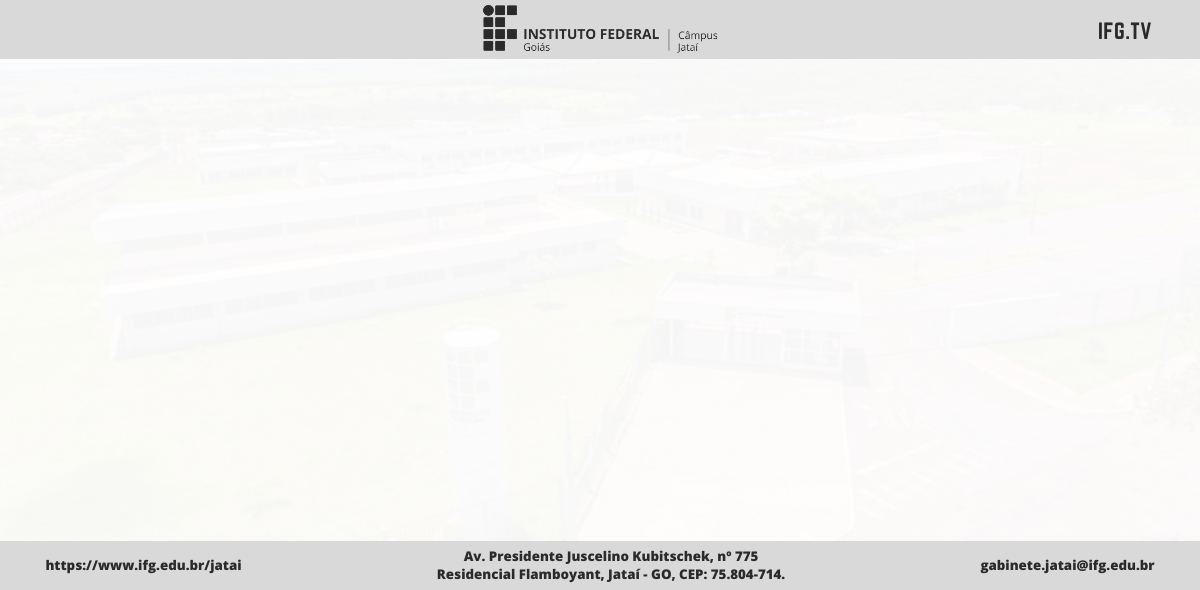 INSTITUTO FEDERAL
Goiás
Câmpus
Jataí
IFG.TV
https://www.ifg.edu.br/jatai
Av. Presidente Juscelino Kubitschek, nº 775
Residencial Flamboyant, Jataí - GO, CEP: 75.804-714.
gabinete.jatai@ifg.edu.br